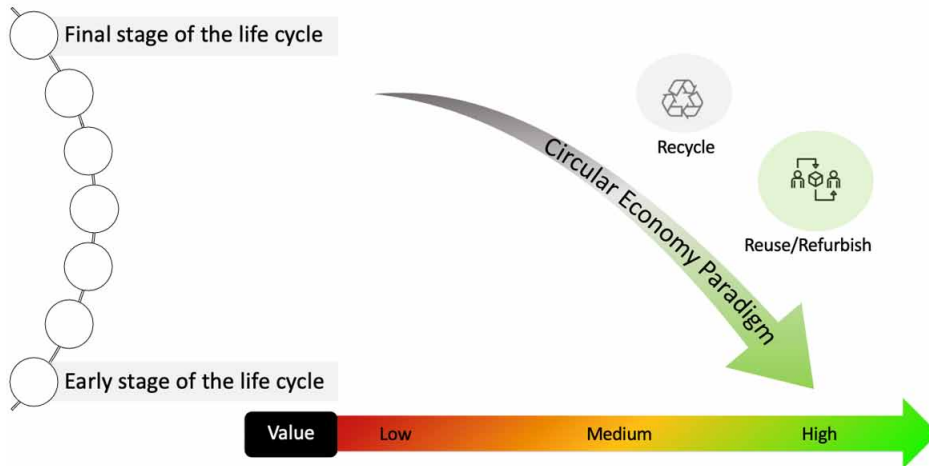 Final stage of the life cycle
Recycle
Circular Economy Paradigm
Reuse/Refurbish
Early stage of the life cycle
Value
Low
Medium
High